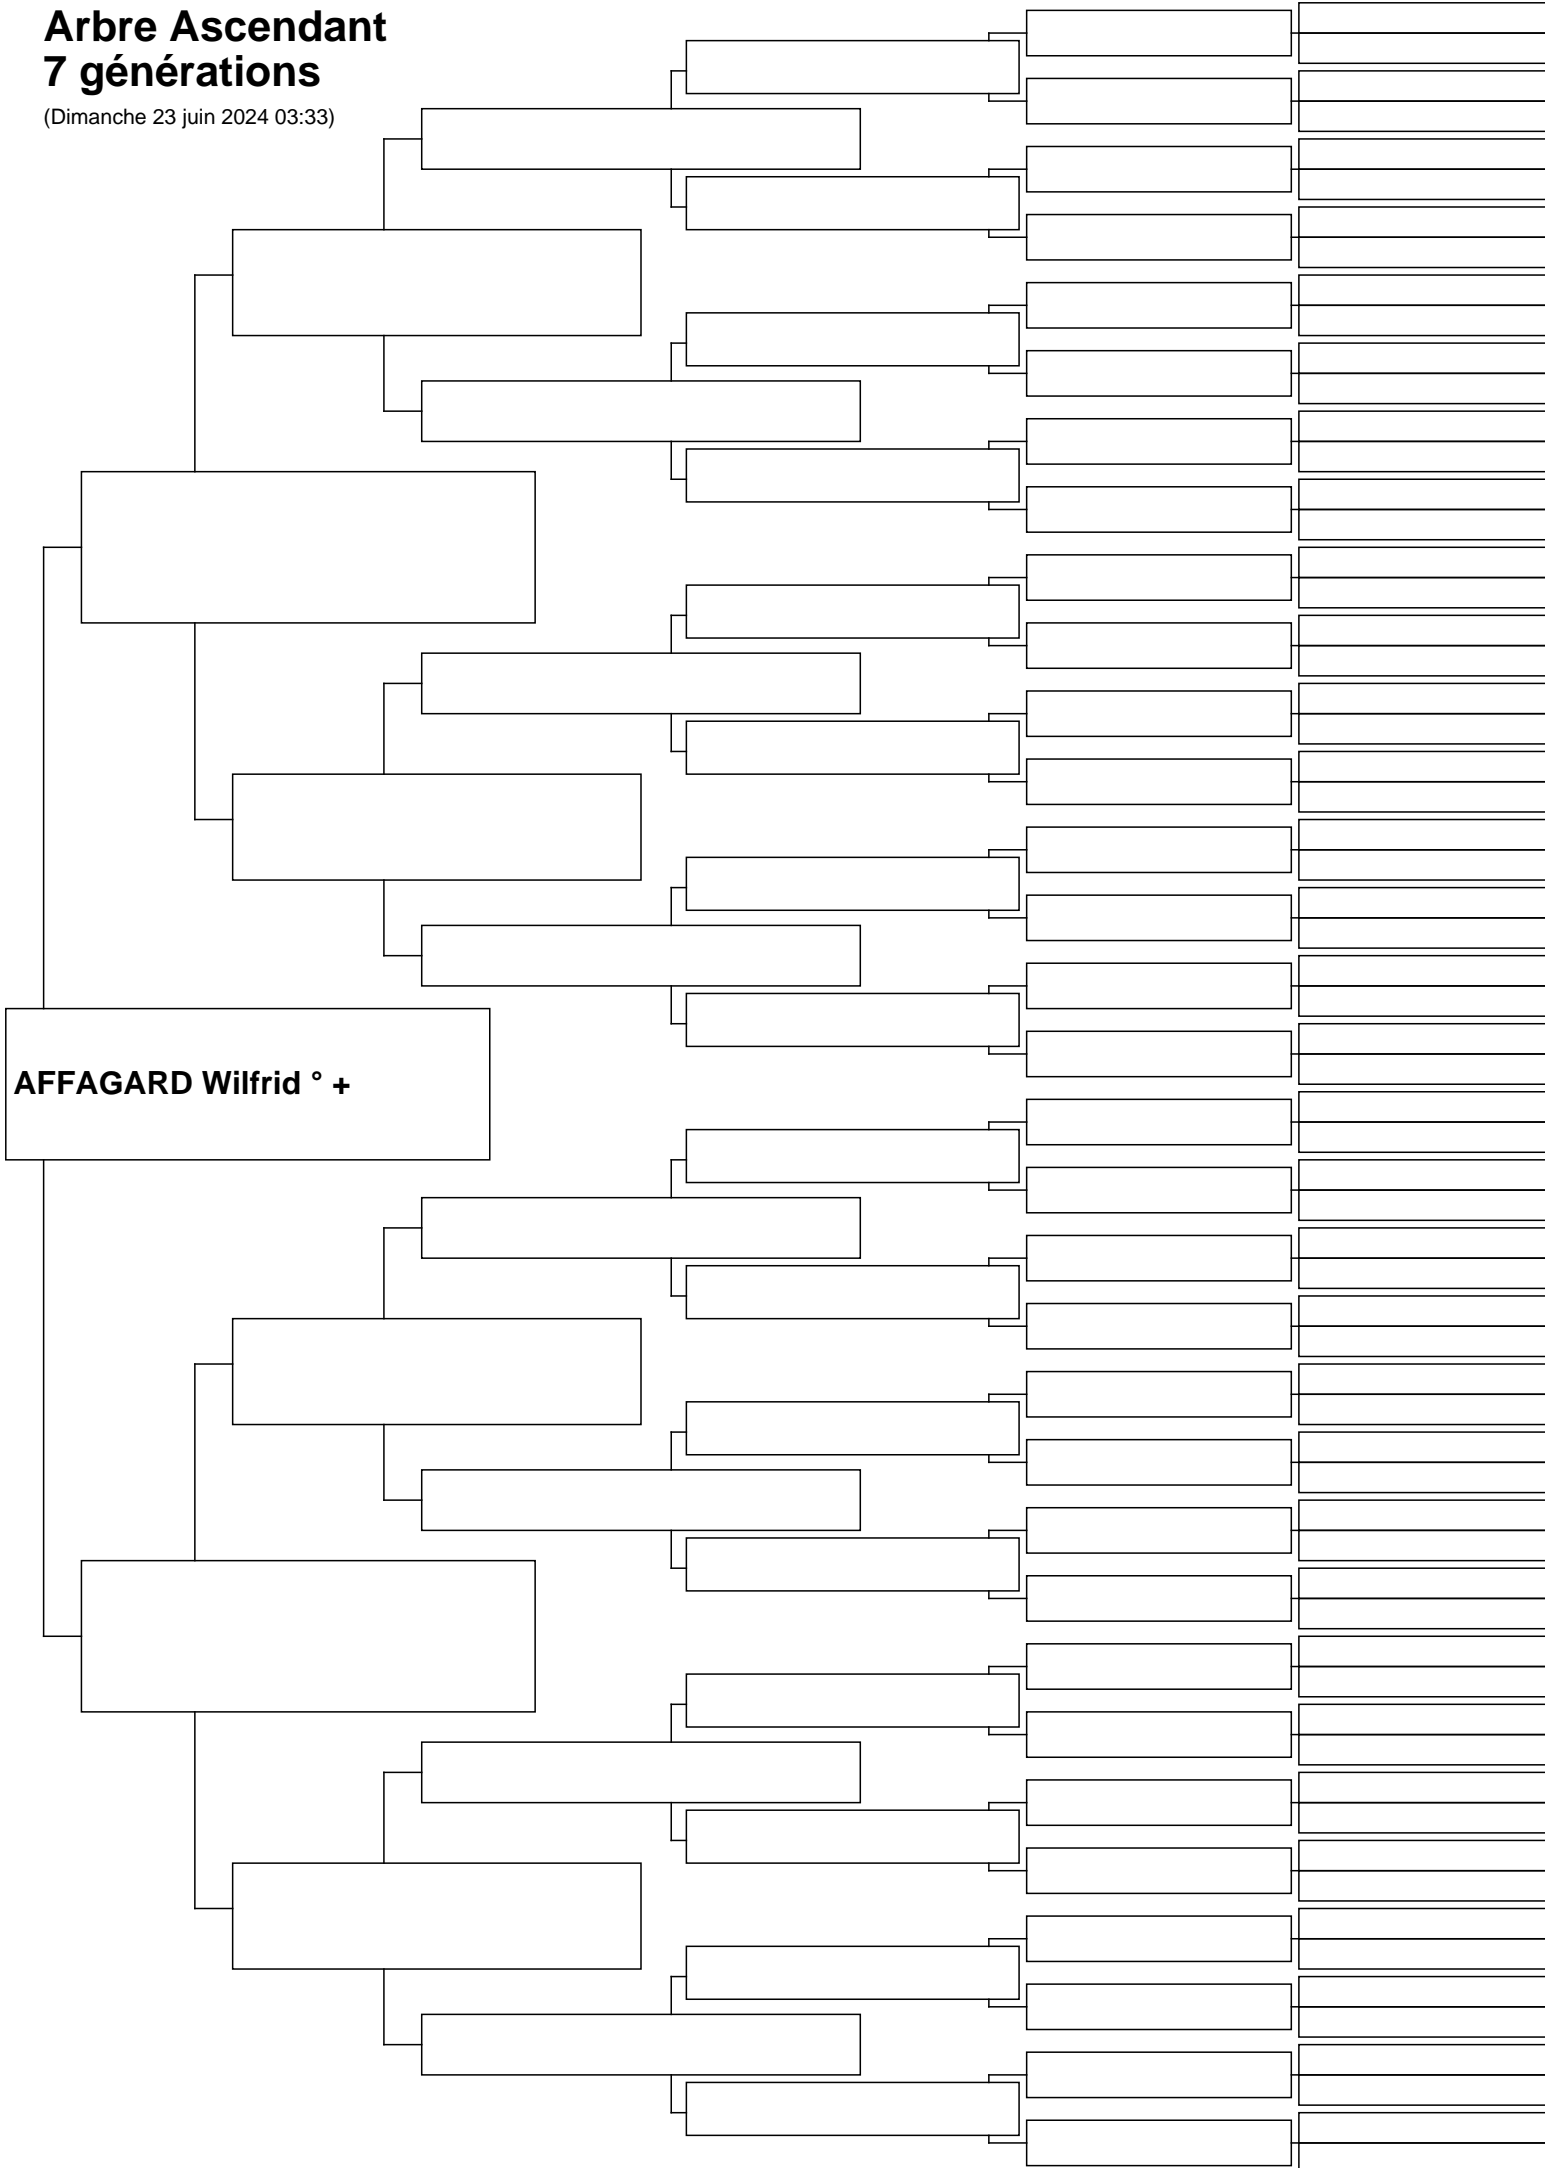 Arbre Ascendant
7 générations
(Dimanche 23 juin 2024 03:33)
AFFAGARD Wilfrid ° +